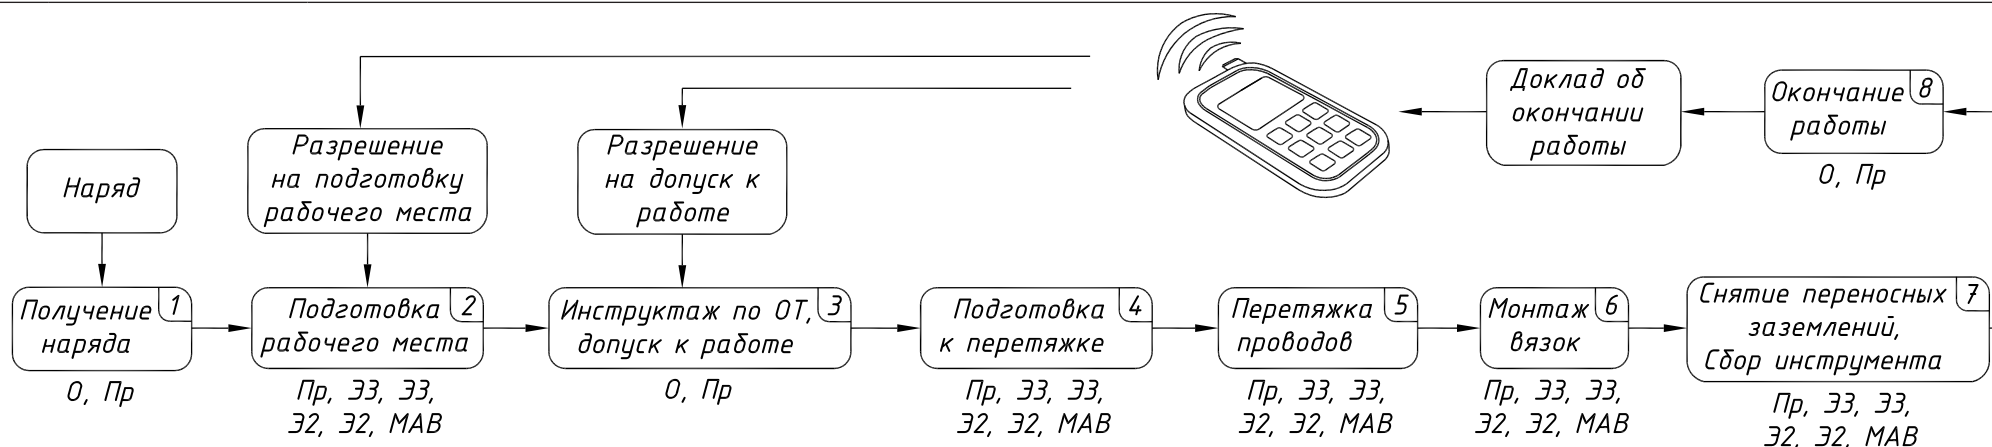 Наряд
Разрешение
на подготовку
рабочего места
Разрешение
на допуск к
работе
Доклад об
окончании
работы
Окончание
работы
8
О, Пр
Получение
наряда
1
О, Пр
Подготовка
рабочего места
2
Пр, Э3, Э3,
Э2, Э2, МАВ
Инструктаж по ОТ,
допуск к работе
3
О, Пр
Подготовка
к перетяжке
4
Пр, Э3, Э3,
Э2, Э2, МАВ
Перетяжка
проводов
5
Пр, Э3, Э3,
Э2, Э2, МАВ
Монтаж
вязок
6
Пр, Э3, Э3,
Э2, Э2, МАВ
Снятие переносных
заземлений,
Сбор инструмента
7
Пр, Э3, Э3,
Э2, Э2, МАВ